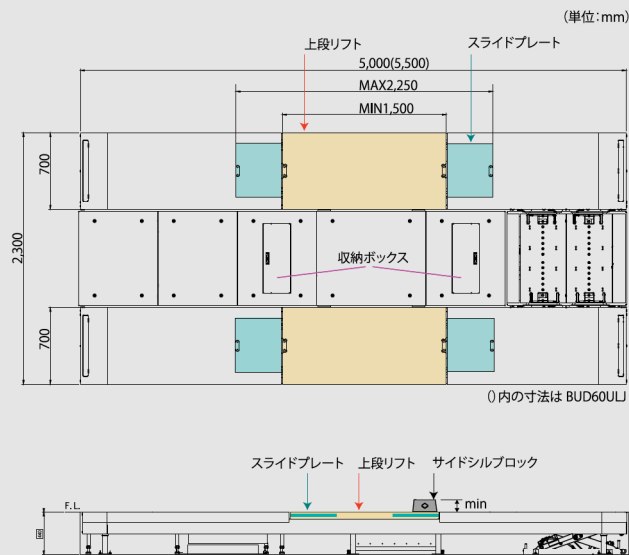 (単位:mm)
上段リフト
スライドプレート
5,000(5,500)
MAX2,250
MIN1,500
700
2,300
収納ボックス
700
()内の寸法は BUD60ULJ
スライドプレート
上段リフト
サイドシルブロック
F.L.
min